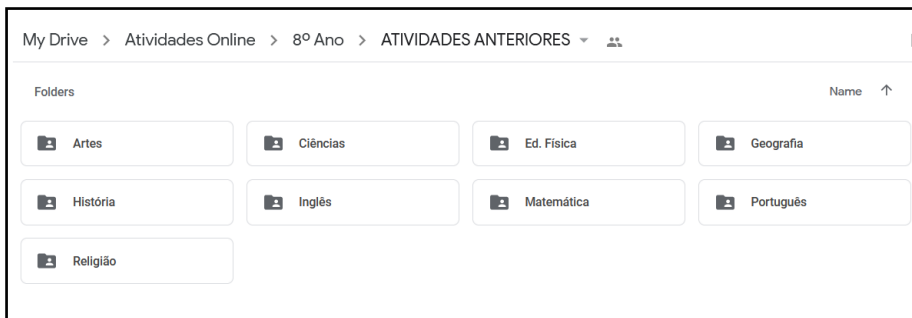 My Drive > Atividades Online > 8º Ano > ATIVIDADES ANTERIORES
Folders Name ↑
Artes Ciências Ed. Física Geografia
História Inglês Matemática Português
Religião